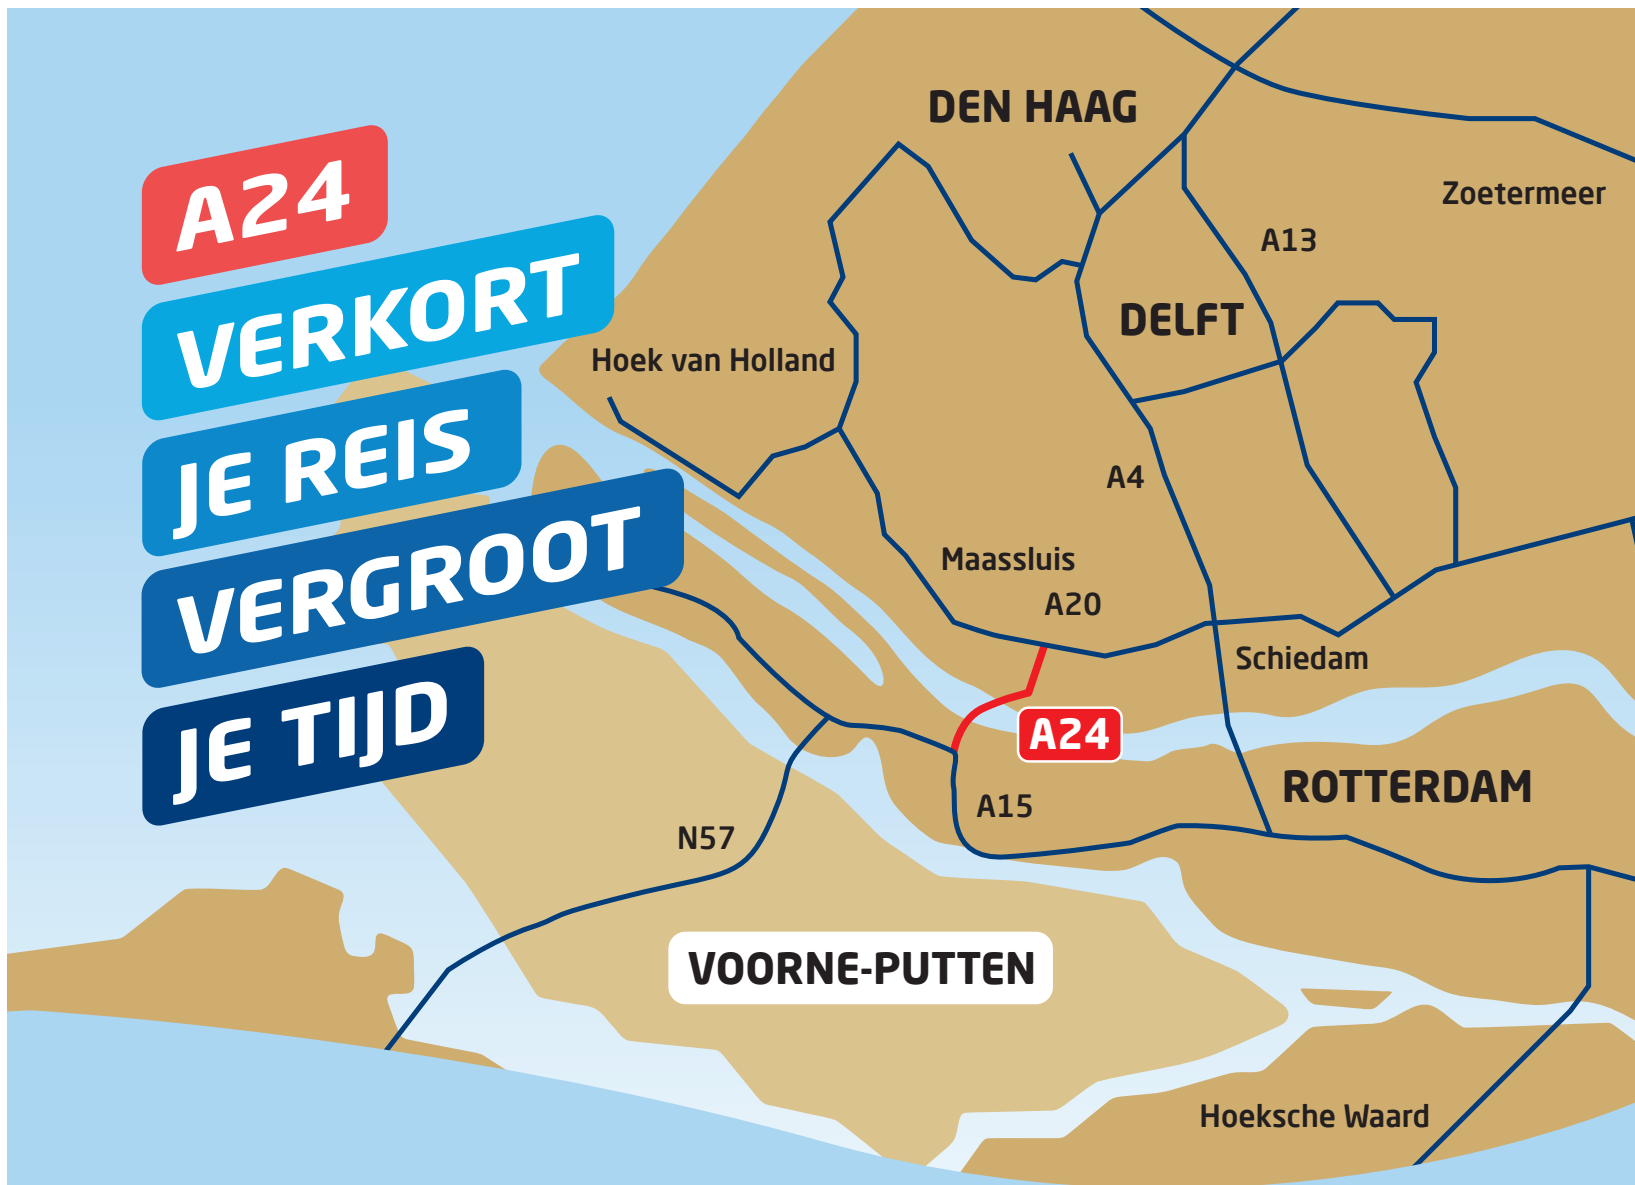 A24
VERKORT
JE REIS
VERGROOT
JE TIJD
DEN HAAG
Zoetermeer
A13
DELFT
Hoek van Holland
A4
Maassluis
A20
Schiedam
A24
ROTTERDAM
A15
N57
VOORNE-PUTTEN
Hoeksche Waard